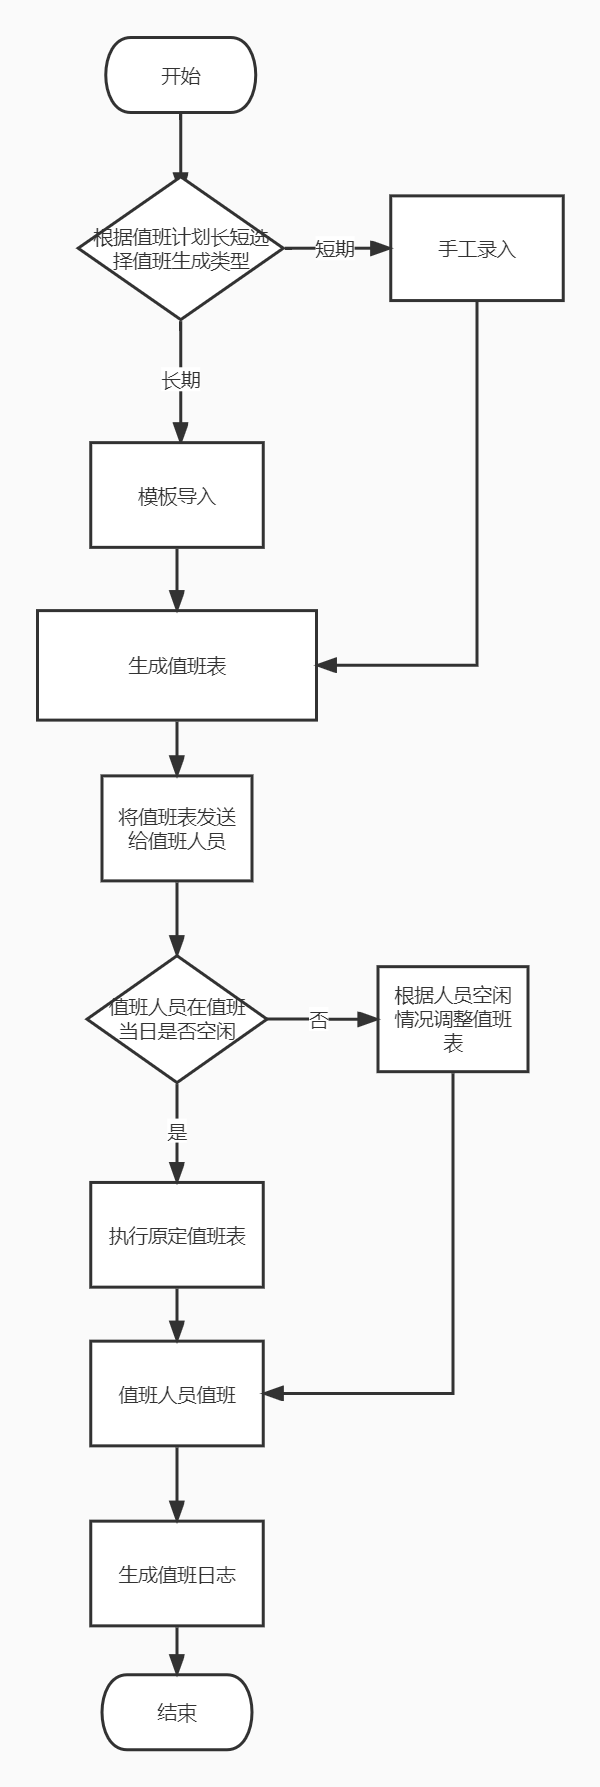 开始
根据值班计划长短选
择值班生成类型
短期
手工录入
长期
模板导入
生成值班表
将值班表发送
给值班人员
值班人员在值班
当日是否空闲
否
根据人员空闲
情况调整值班
表
是
执行原定值班表
值班人员值班
生成值班日志
结束